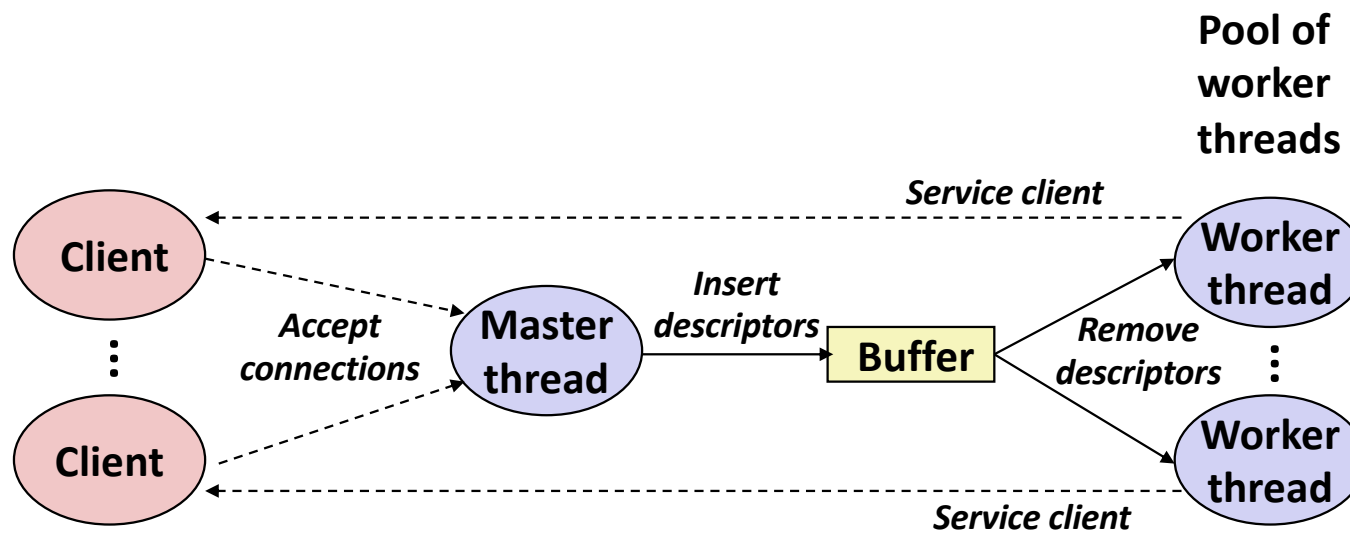 Pool of
worker
threads
Service client
Client
Worker
thread
Insert
descriptors
Accept
connections
Master
thread
Buffer
Remove
descriptors
Client
Worker
thread
Service client